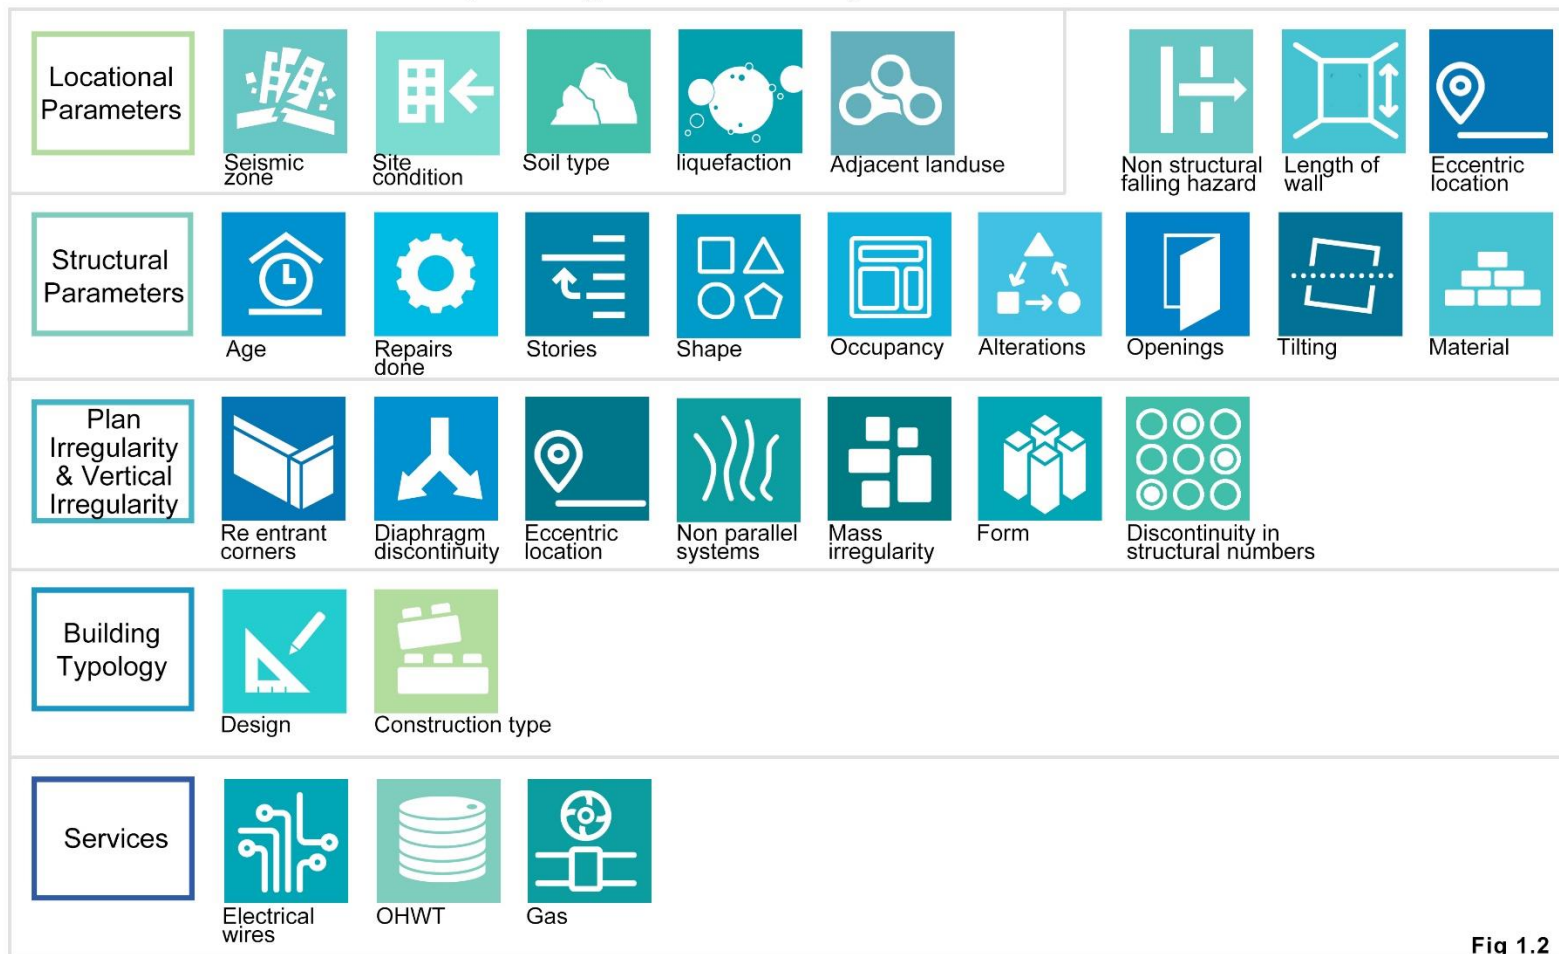 Locational
Parameters
Seismic
zone
Site
condition
Soil type
liquefaction
Adjacent landuse
Non structural
falling hazard
Length of
wall
Eccentric
location
Structural
Parameters
Age
Repairs
done
Stories
Shape
Occupancy
Alterations
Openings
Tilting
Material
Plan
Irregularity
& Vertical
Irregularity
Re entrant
corners
Diaphragm
discontinuity
Eccentric
location
Non parallel
systems
Mass
irregularity
Form
Discontinuity in
structural numbers
Building
Typology
Design
Construction type
Services
Electrical
wires
OHWT
Gas
Fig 1.2